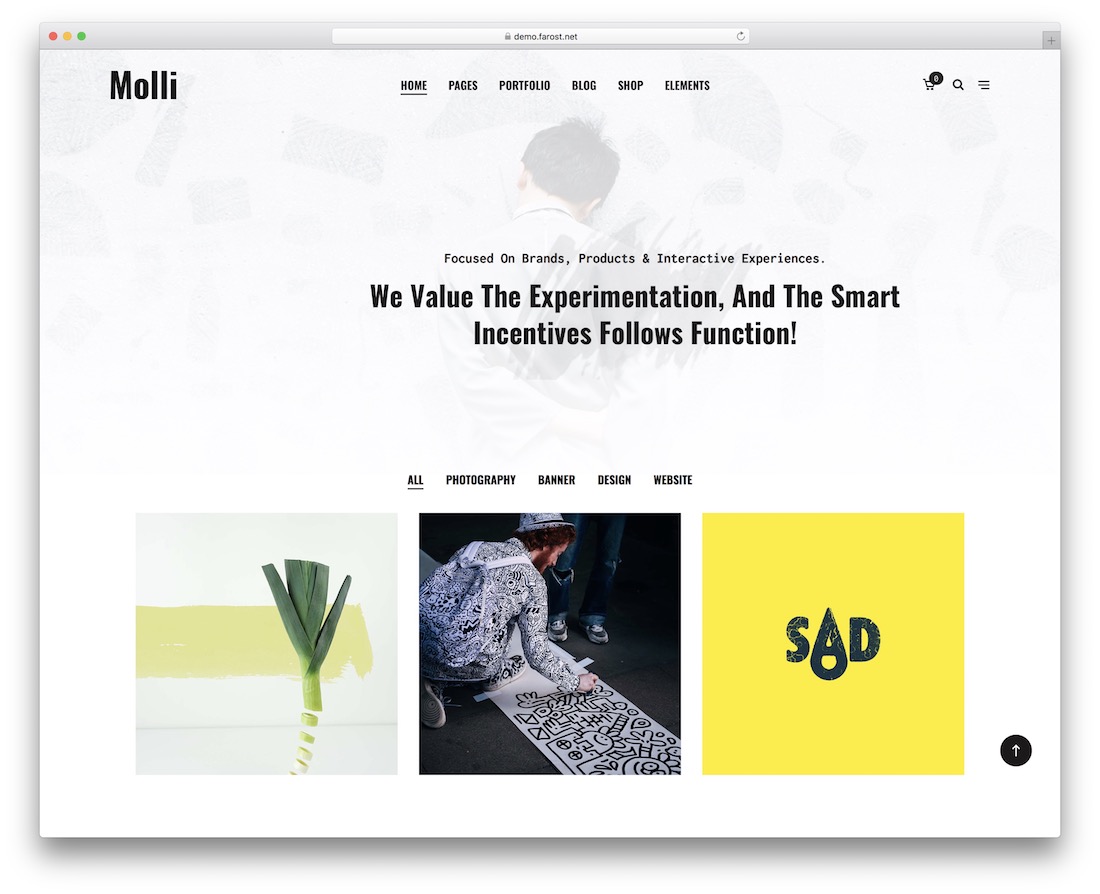 demo.farost.net
Molli
HOME PAGES PORTFOLIO BLOG SHOP ELEMENTS
0
Focused On Brands, Products & Interactive Experiences.
We Value The Experimentation, And The Smart
Incentives Follows Function!
ALL PHOTOGRAPHY BANNER DESIGN WEBSITE
SAD